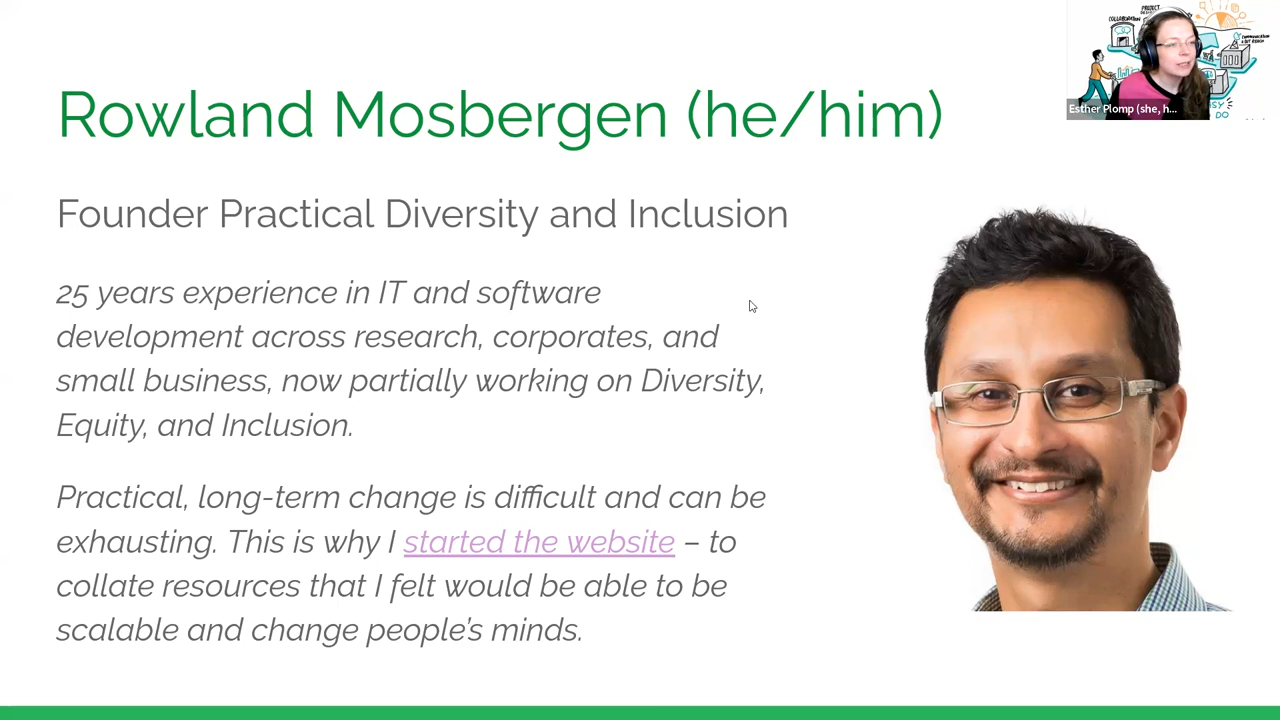 Rowland Mosbergen (he/him)
Founder Practical Diversity and Inclusion
25 years experience in IT and software
development across research, corporates, and
small business, now partially working on Diversity,
Equity, and Inclusion.
Practical, long-term change is difficult and can be
exhausting. This is why I started the website – to
collate resources that I felt would be able to be
scalable and change people’s minds.
PROJECT
COLLABORATION
Esther Plomp (she, h...
DO